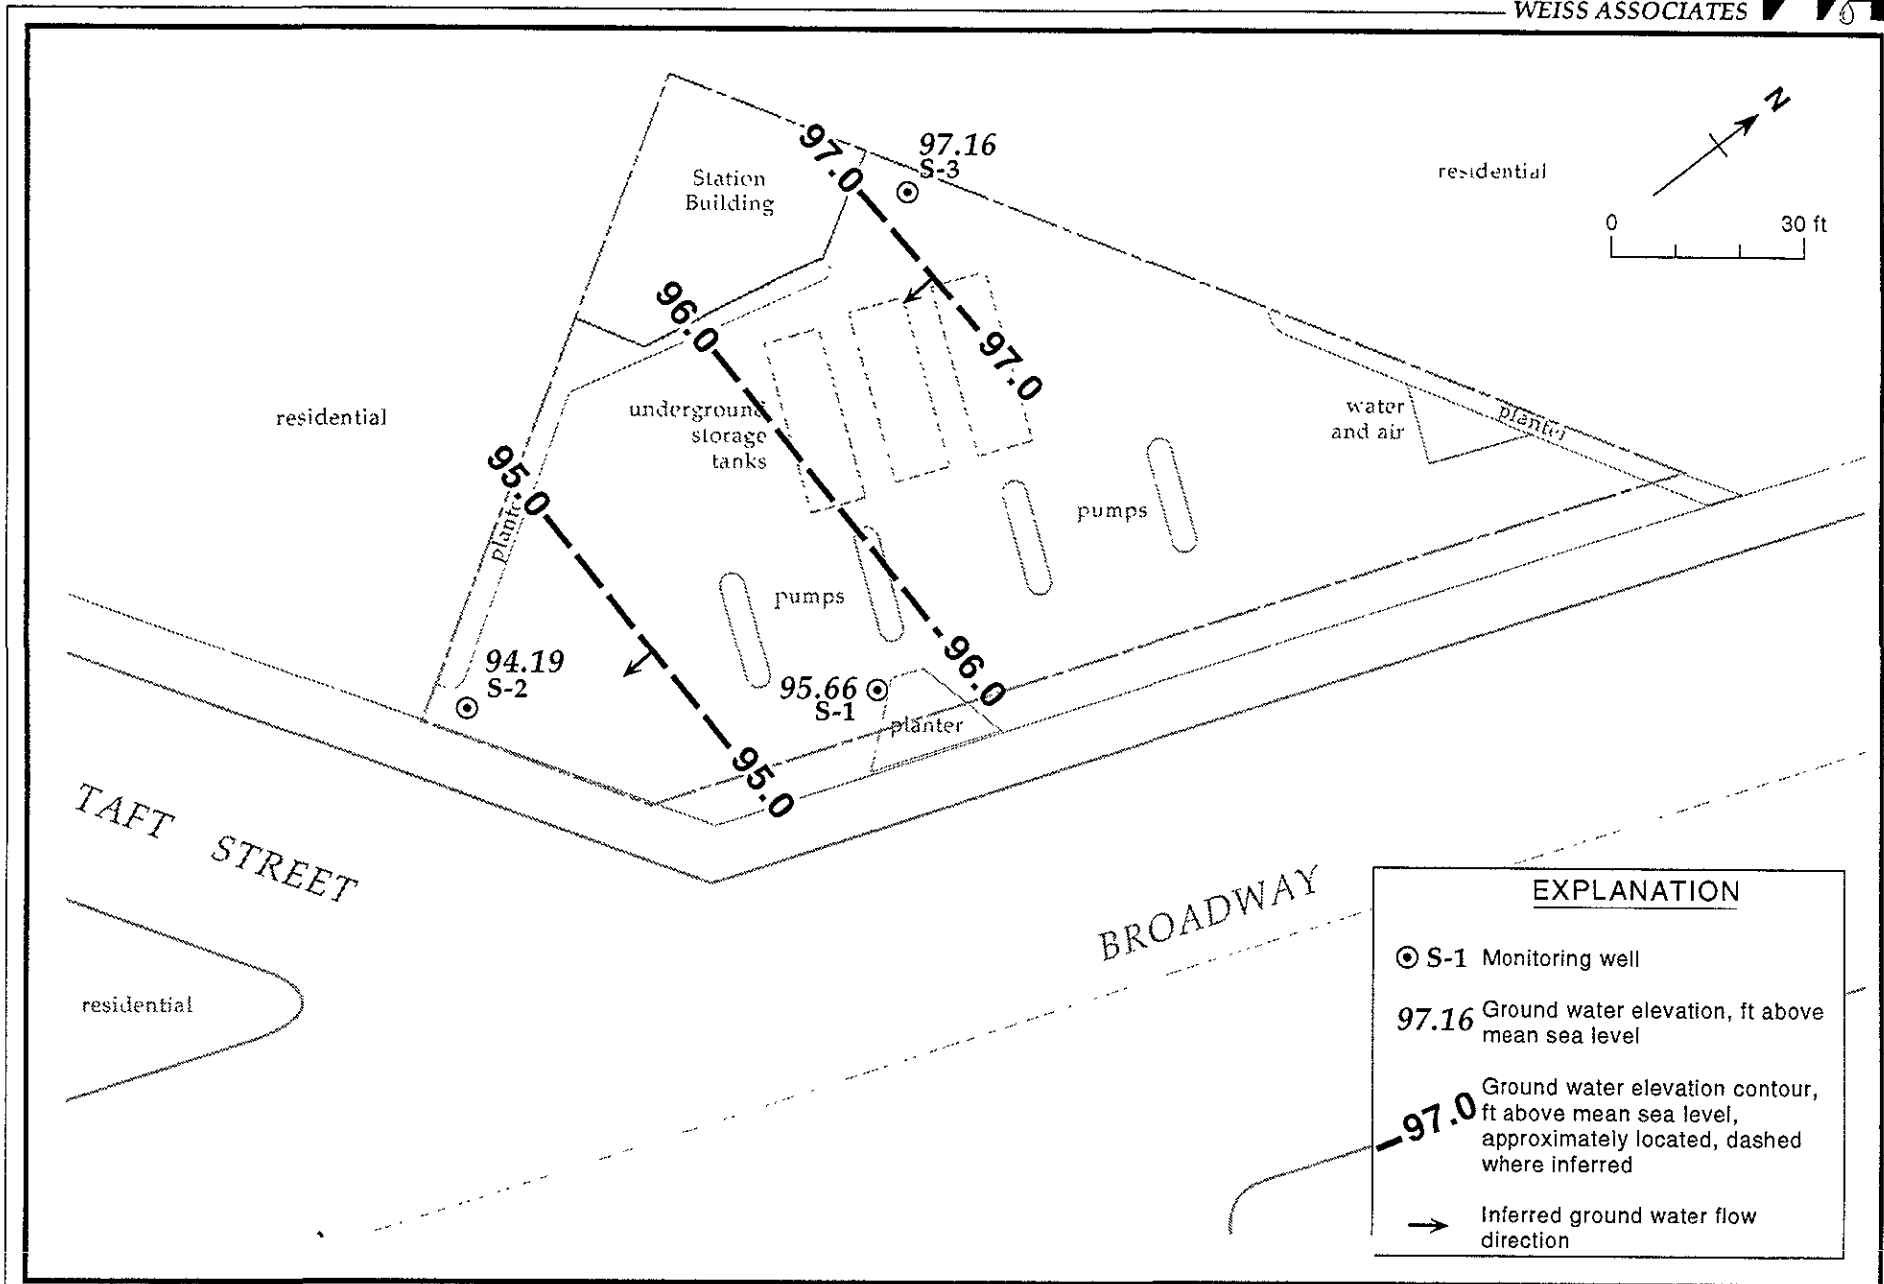 WEISS ASSOCIATES
N
0 30 ft
97.0
97.16
S-3
residential
Station
Building
96.0
97.0
residential
underground
storage
tanks
water
and air
planter
95.0
pumps
pumps
94.19
S-2
95.66
S-1
96.0
planter
95.0
TAFT STREET
BROADWAY
residential
EXPLANATION
S-1 Monitoring well
97.16 Ground water elevation, ft above
mean sea level
97.0 Ground water elevation contour,
ft above mean sea level,
approximately located, dashed
where inferred
Inferred ground water flow
direction